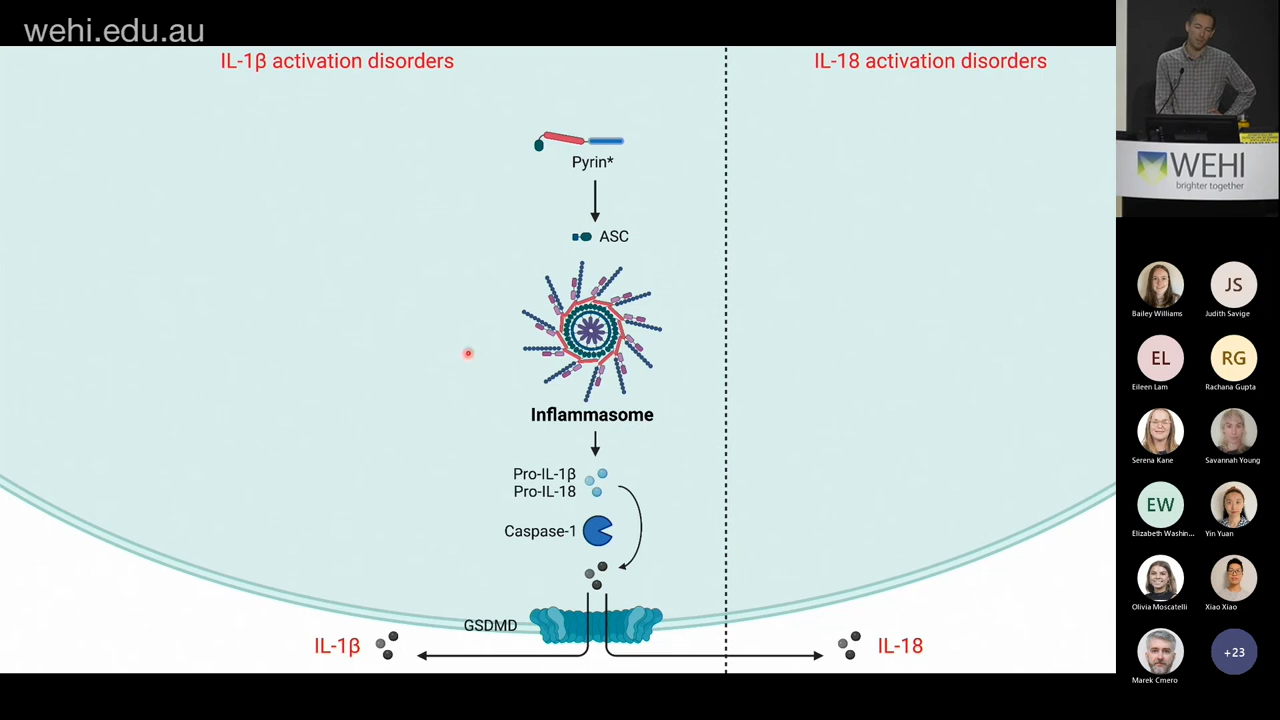 wehi.edu.au
IL-1β activation disorders
IL-18 activation disorders
Pyrin*
ASC
Inflammasome
Pro-IL-1β
Pro-IL-18
Caspase-1
GSDMD
IL-1β
IL-18
WEHI
brighter together
JS
Bailey Williams
Judith Savige
EL
RG
Eileen Lam
Rachana Gupta
Serena Kane
Savannah Young
EW
Elizabeth Washin...
Yin Yuan
Olivia Moscatelli
Xiao Xiao
+23
Marek Cmero